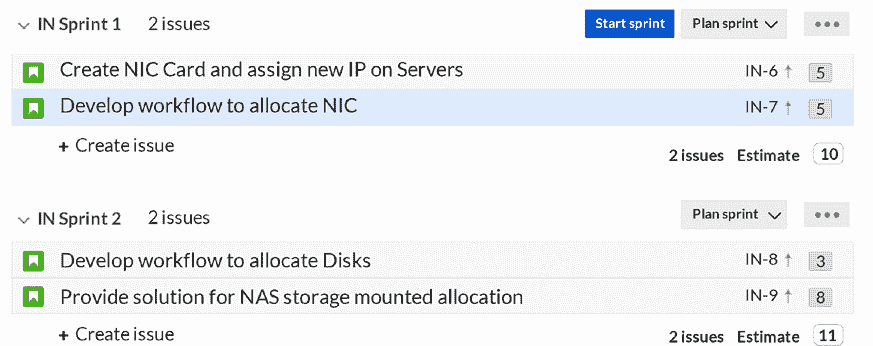 IN Sprint 1 2 issues Start sprint Plan sprint
Create NIC Card and assign new IP on Servers IN-6 ↑ 5
Develop workflow to allocate NIC IN-7 ↑ 5
+ Create issue
2 issues Estimate 10
IN Sprint 2 2 issues Plan sprint
Develop workflow to allocate Disks IN-8 ↑ 3
Provide solution for NAS storage mounted allocation IN-9 ↑ 8
+ Create issue
2 issues Estimate 11